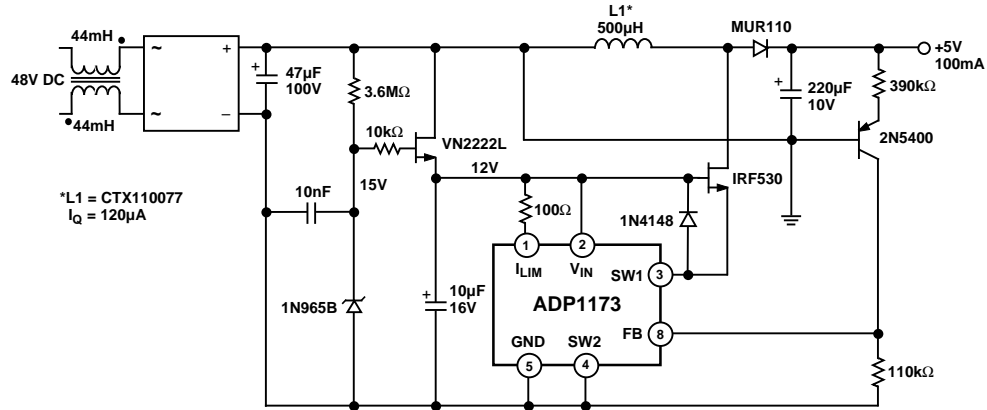 44mH
48V DC
44mH
~
~
+
–
+
47µF
100V
3.6MΩ
10kΩ
VN2222L
L1*
500µH
MUR110
+
220µF
10V
390kΩ
+5V
100mA
2N5400
*L1 = CTX110077
IQ = 120µA
10nF
15V
12V
IRF530
100Ω
1N4148
1N965B
+
10µF
16V
1
ILIM
2
VIN
SW1
3
ADP1173
FB
8
GND
5
SW2
4
110kΩ